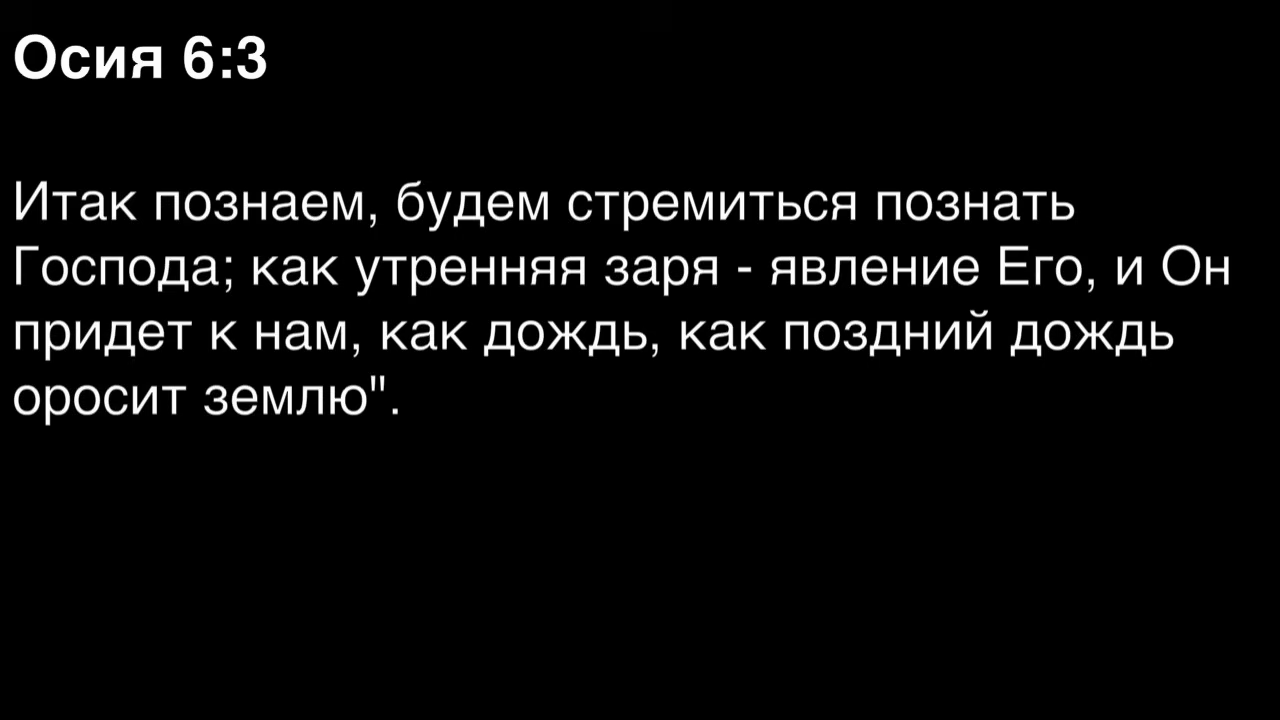 Осия 6:3
Итак познаем, будем стремиться познать
Господа; как утренняя заря - явление Его, и Он
придет к нам, как дождь, как поздний дождь
оросит землю".